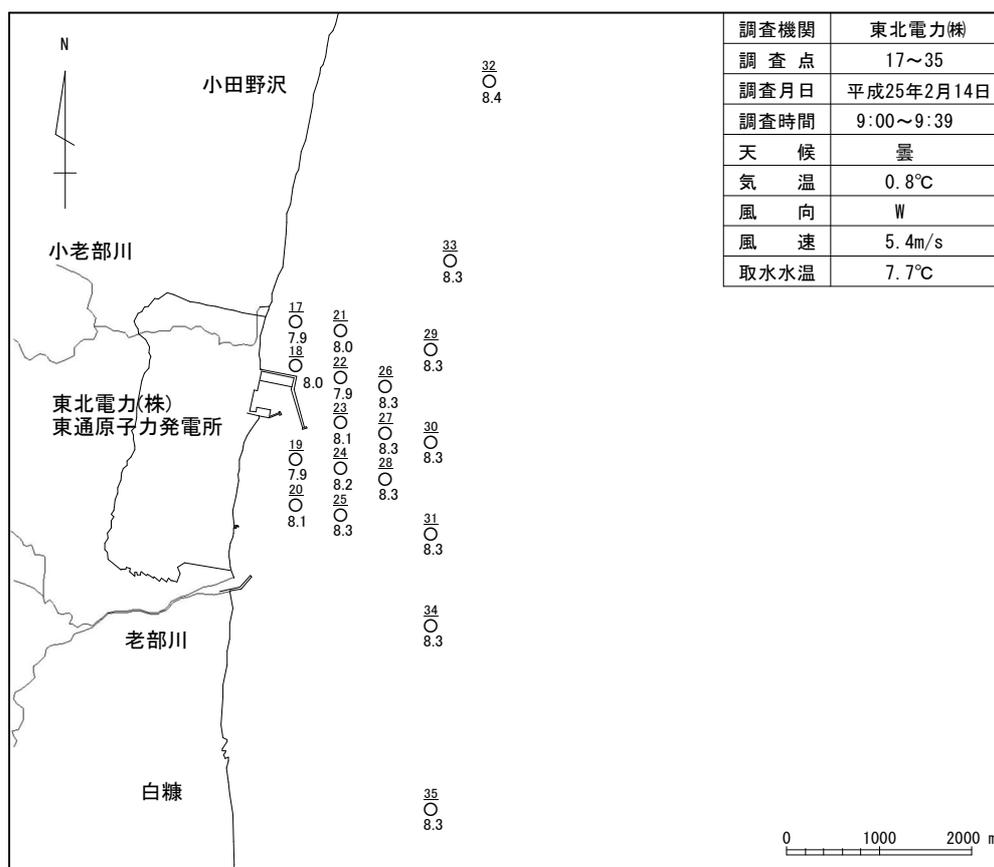 調査機関 東北電力㈱
調査点 17～35
調査月日 平成25年2月14日
調査時間 9:00～9:39
天候 曇
気温 0.8℃
風向 W
風速 5.4m/s
取水水温 7.7℃
N
小田野沢
32
8.4
小老部川
33
8.3
17
7.9
21
8.0
29
8.3
18
8.0
22
7.9
26
8.3
東北電力(株)
東通原子力発電所
23
8.1
27
8.3
30
8.3
19
7.9
24
8.2
28
8.3
20
8.1
25
8.3
31
8.3
34
8.3
老部川
白糠
35
8.3
0 1000 2000 m